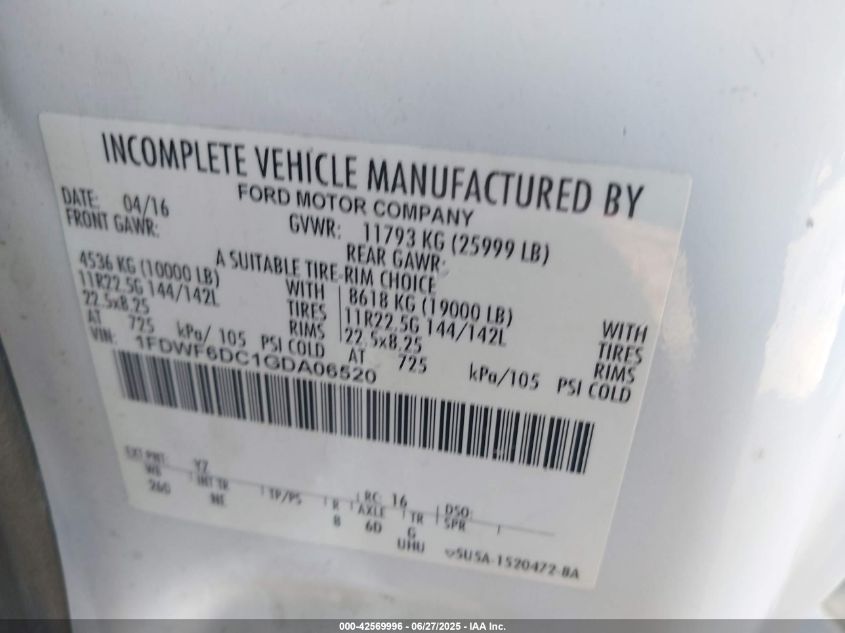 INCOMPLETE VEHICLE MANUFACTURED BY
FORD MOTOR COMPANY
DATE: 04/16 GVWR: 11793 KG (25999 LB)
FRONT GAWR: REAR GAWR:
A SUITABLE TIRE-RIM CHOICE
4536 KG (10000 LB) WITH 8618 KG (19000 LB) WITH
11R22.5G 144/142L TIRES 11R22.5G 144/142L TIRES
22.5x8.25 RIMS 22.5x8.25 RIMS
AT 725 kPa/ 105 PSI COLD AT 725 kPa/105 PSI COLD
VIN: 1FDWF6DC1GDA06520
EXT PNT: YZ RC: 16 DSO:
WB INT TR TP/PS R AXLE TR SPR
260 NE 8 6D G
UHU 5U5A-1520472-BA
000-42569996 - 06/27/2025 - IAA Inc.